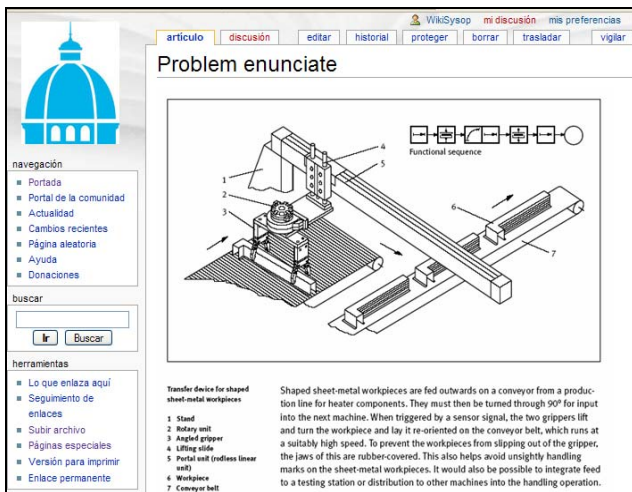 WikiSysop mi discusión mis preferencias
artículo discusión editar historial proteger borrar trasladar vigilar
Problem enunciate
navegación
Portada
Portal de la comunidad
Actualidad
Cambios recientes
Página aleatoria
Ayuda
Donaciones
buscar
Ir Buscar
herramientas
Lo que enlaza aquí
Seguimiento de
enlaces
Subir archivo
Páginas especiales
Versión para imprimir
Enlace permanente
Functional sequence
1
2
3
4
5
6
7
Transfer device for shaped
sheet-metal workpieces
1 Stand
2 Rotary unit
3 Angled gripper
4 Lifting slide
5 Portal unit (rodless linear
unit)
6 Workpiece
7 Conveyor belt
Shaped sheet-metal workpieces are fed outwards on a conveyor from a produc-
tion line for heater components. They must then be turned through 90º for input
into the next machine. When triggered by a sensor signal, the two grippers lift
and turn the workpiece and lay it re-oriented on the conveyor belt, which runs at
a suitably high speed. To prevent the workpieces from slipping out of the gripper,
the jaws of this are rubber-covered. This also helps avoid unsightly handling
marks on the sheet-metal workpieces. It would also be possible to integrate feed
to a testing station or distribution to other machines into the handling operation.